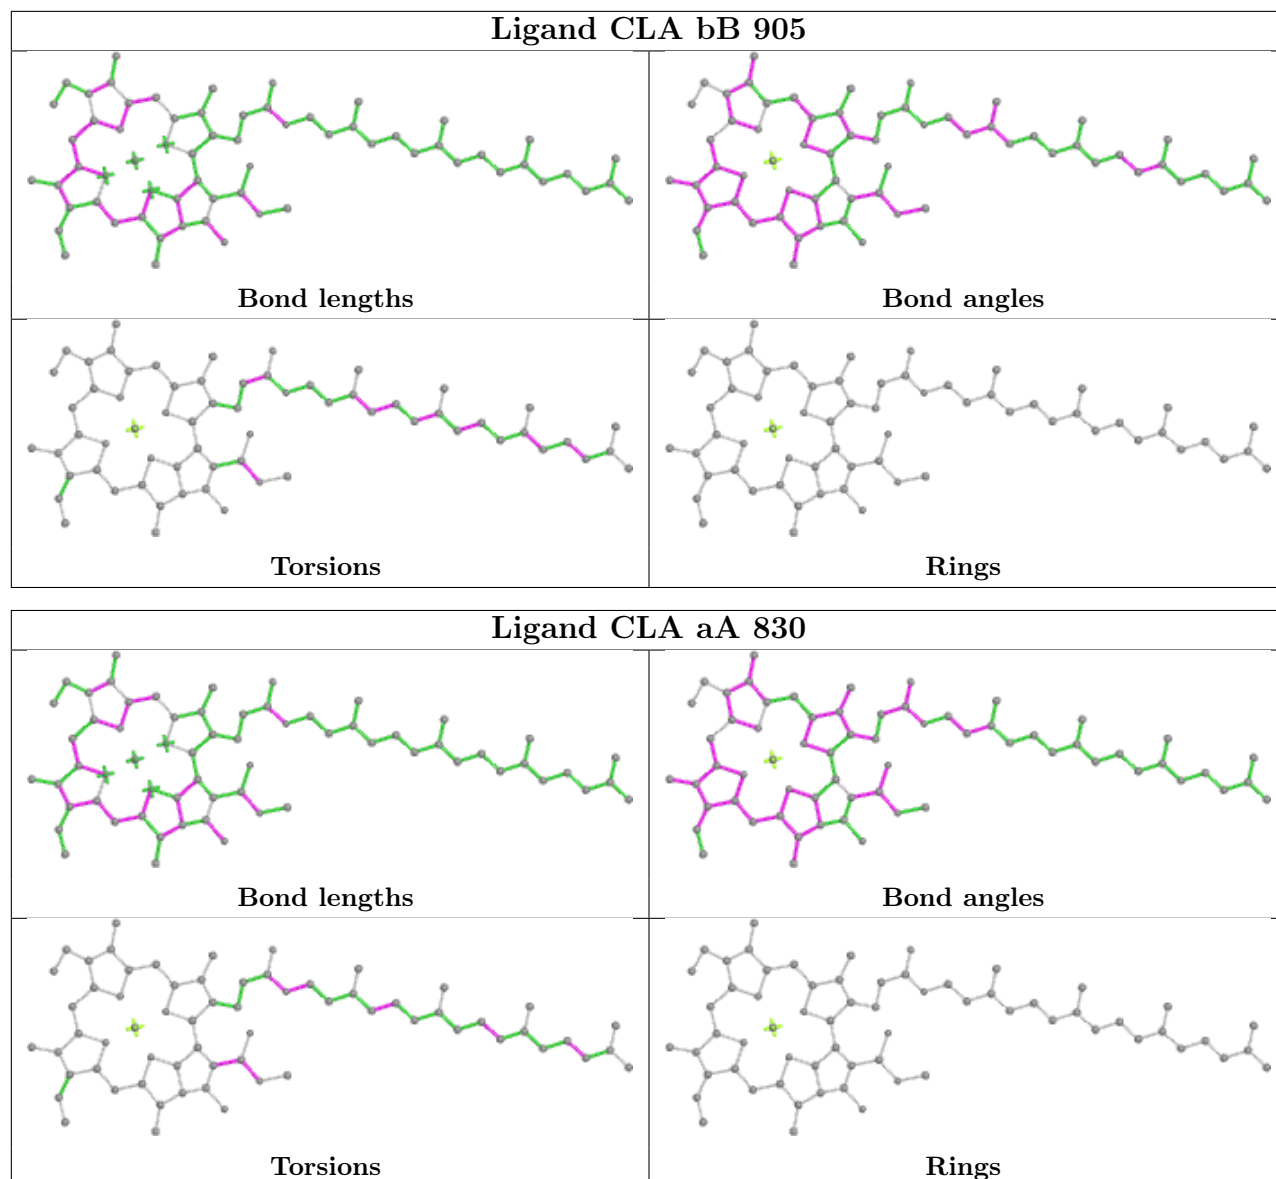 Ligand CLA bB 905
Bond lengths
Bond angles
Torsions
Rings
Ligand CLA aA 830
Bond lengths
Bond angles
Torsions
Rings